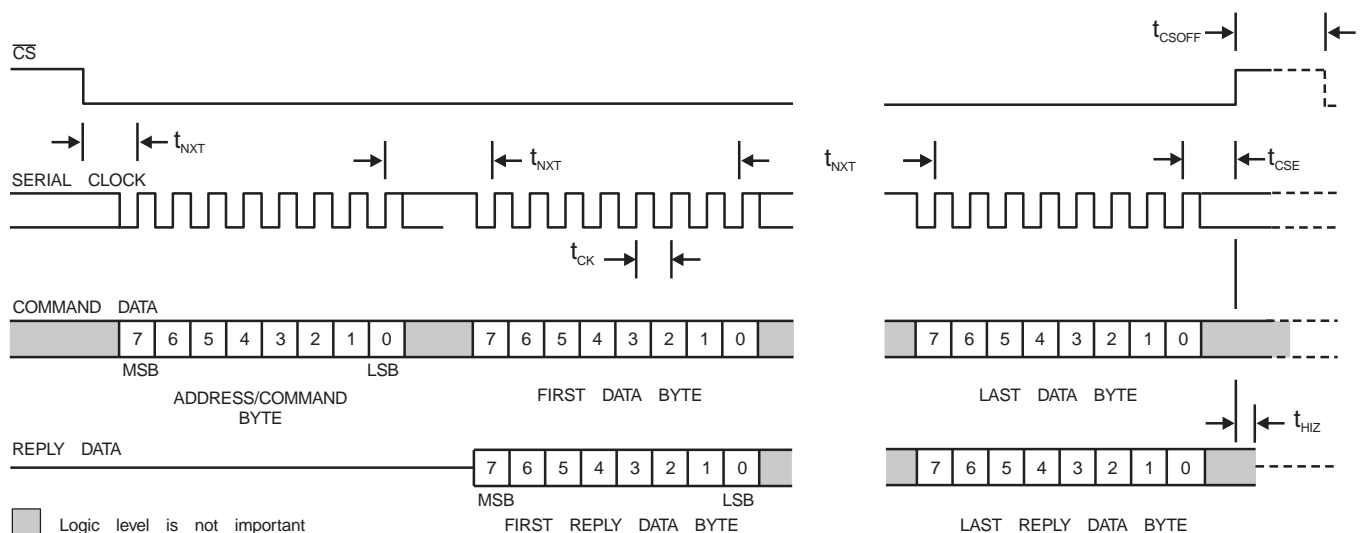 t_CSOFF
CS
t_NXT t_NXT t_NXT t_CSE
SERIAL CLOCK
t_CK
COMMAND DATA
7 6 5 4 3 2 1 0 7 6 5 4 3 2 1 0 7 6 5 4 3 2 1 0
MSB LSB
ADDRESS/COMMAND
BYTE
FIRST DATA BYTE
LAST DATA BYTE
t_HIZ
REPLY DATA
7 6 5 4 3 2 1 0 7 6 5 4 3 2 1 0
MSB LSB
FIRST REPLY DATA BYTE
LAST REPLY DATA BYTE
Logic level is not important